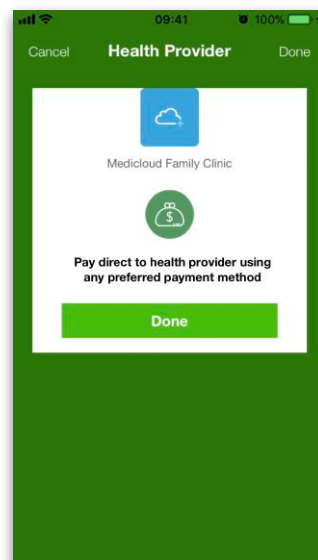 09:41
100%
Cancel
Health Provider
Done
Medicloud Family Clinic
$
Pay direct to health provider using
any preferred payment method
Done